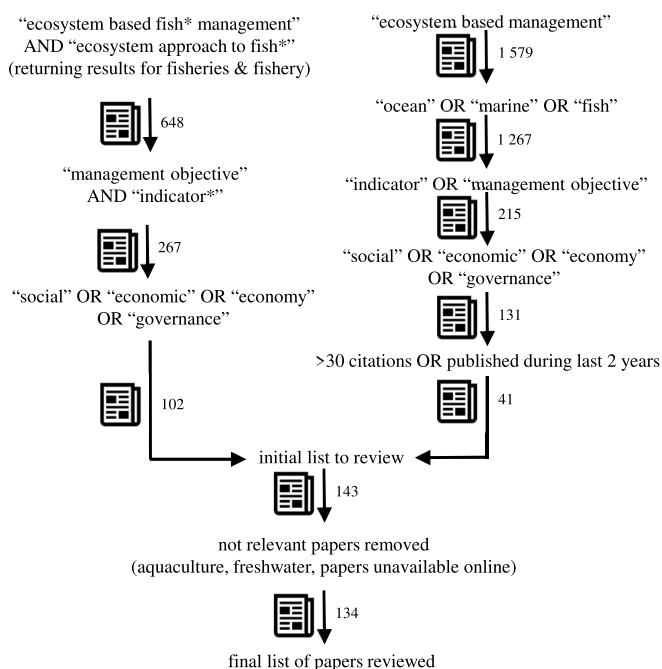 “ecosystem based fish* management”
AND “ecosystem approach to fish*”
(returning results for fisheries & fishery)
648
“management objective”
AND “indicator*”
267
“social” OR “economic” OR “economy”
OR “governance”
102
“ecosystem based management”
1 579
“ocean” OR “marine” OR “fish”
1 267
“indicator” OR “management objective”
215
“social” OR “economic” OR “economy”
OR “governance”
131
>30 citations OR published during last 2 years
41
initial list to review
143
not relevant papers removed
(aquaculture, freshwater, papers unavailable online)
134
final list of papers reviewed